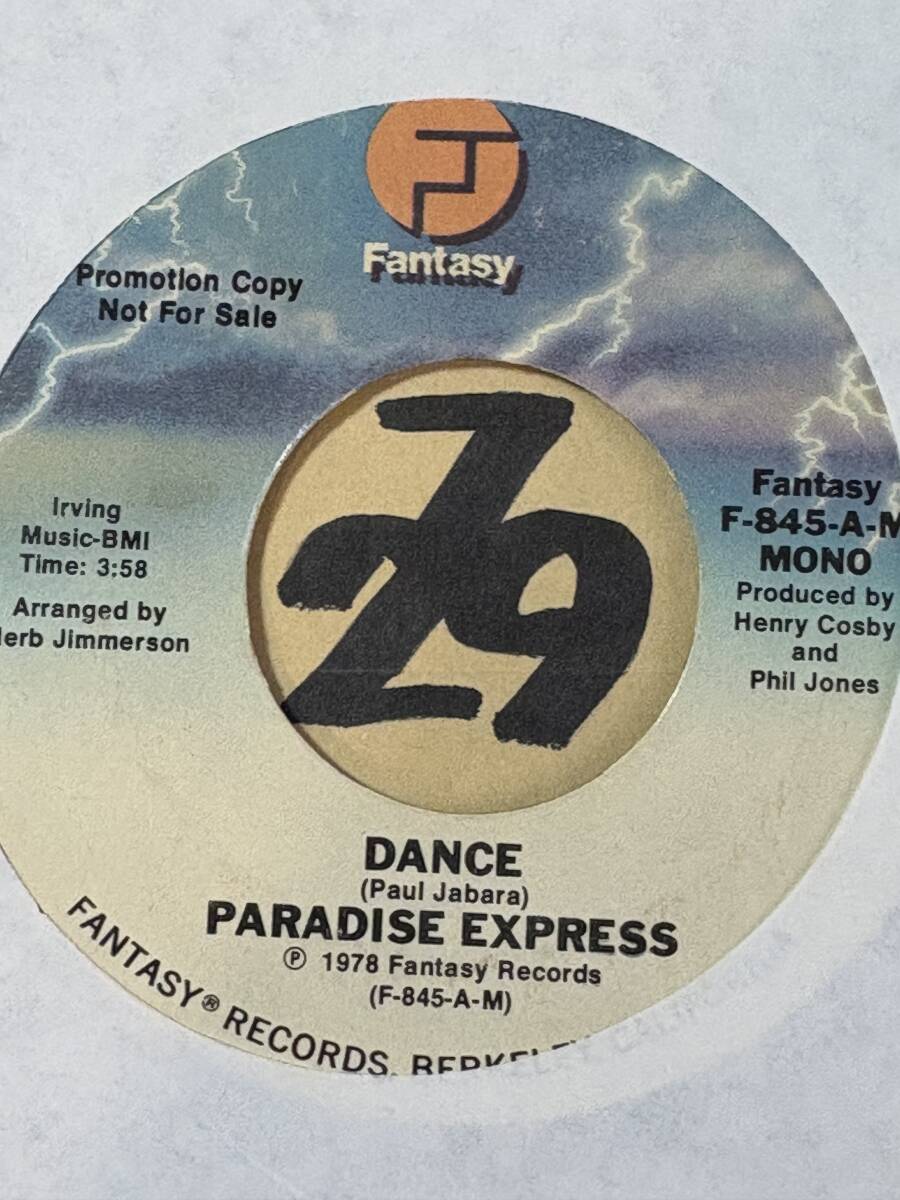 Fantasy
Promotion Copy
Not For Sale
Irving
Music-BMI
Time: 3:58
Arranged by
Jimmerson
Fantasy
F-845-A-M
MONO
Produced by
Henry Cosby
and
Phil Jones
7
29
DANCE
(Paul Jabara)
PARADISE EXPRESS
℗ 1978 Fantasy Records
(F-845-A-M)
FANTASY® RECORDS, BERKELEY